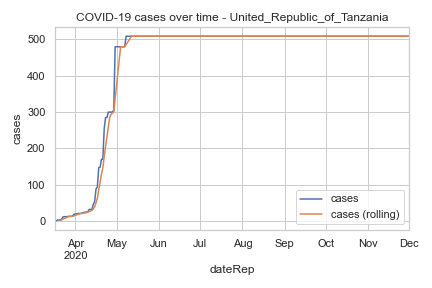 COVID-19 cases over time - United_Republic_of_Tanzania
cases
500
400
300
200
100
0
cases
cases (rolling)
Apr May Jun Jul Aug Sep Oct Nov Dec
2020
dateRep